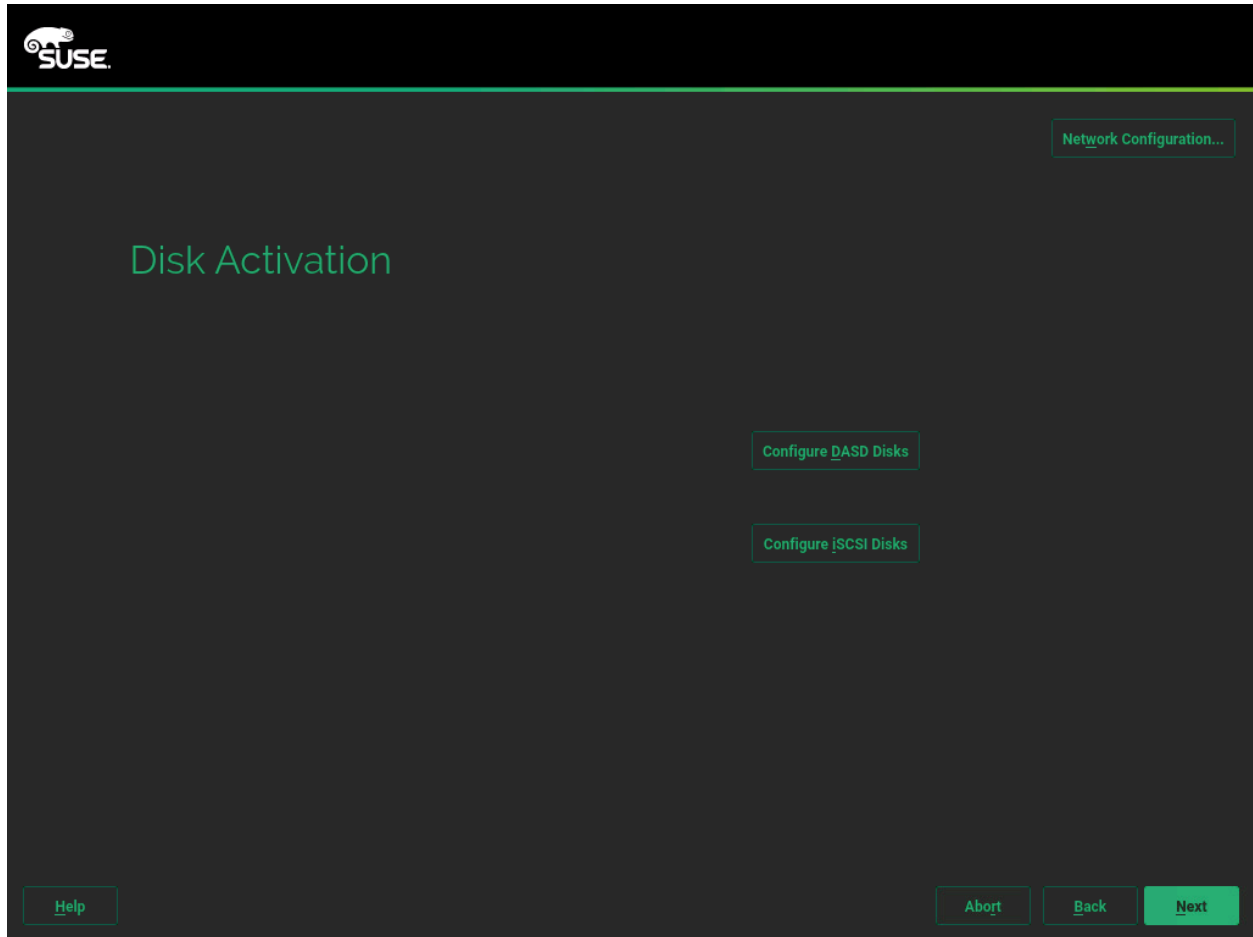 SUSE.
Network Configuration...
Disk Activation
Configure DASD Disks
Configure iSCSI Disks
Help
Abort
Back
Next